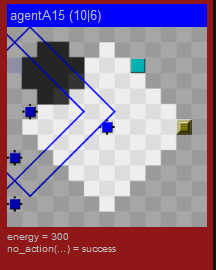 agentA15 (10|6)
energy = 300
no_action(...) = success